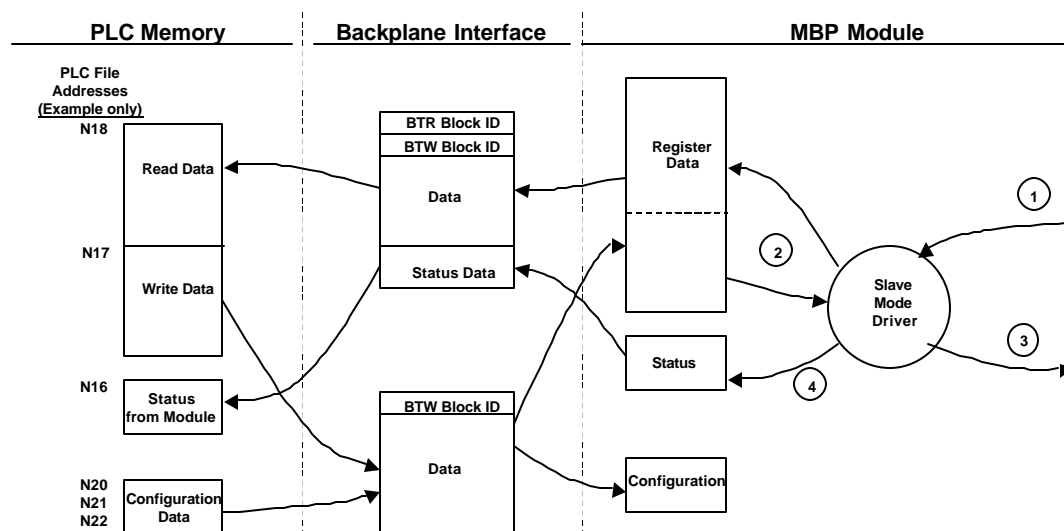 PLC Memory
Backplane Interface
MBP Module
PLC File
Addresses
(Example only)
N18
Read Data
N17
Write Data
N16
Status
from Module
N20
N21
N22
Configuration
Data
BTR Block ID
BTW Block ID
Data
Status Data
BTW Block ID
Data
Register
Data
Status
Configuration
1
2
Slave
Mode
Driver
3
4